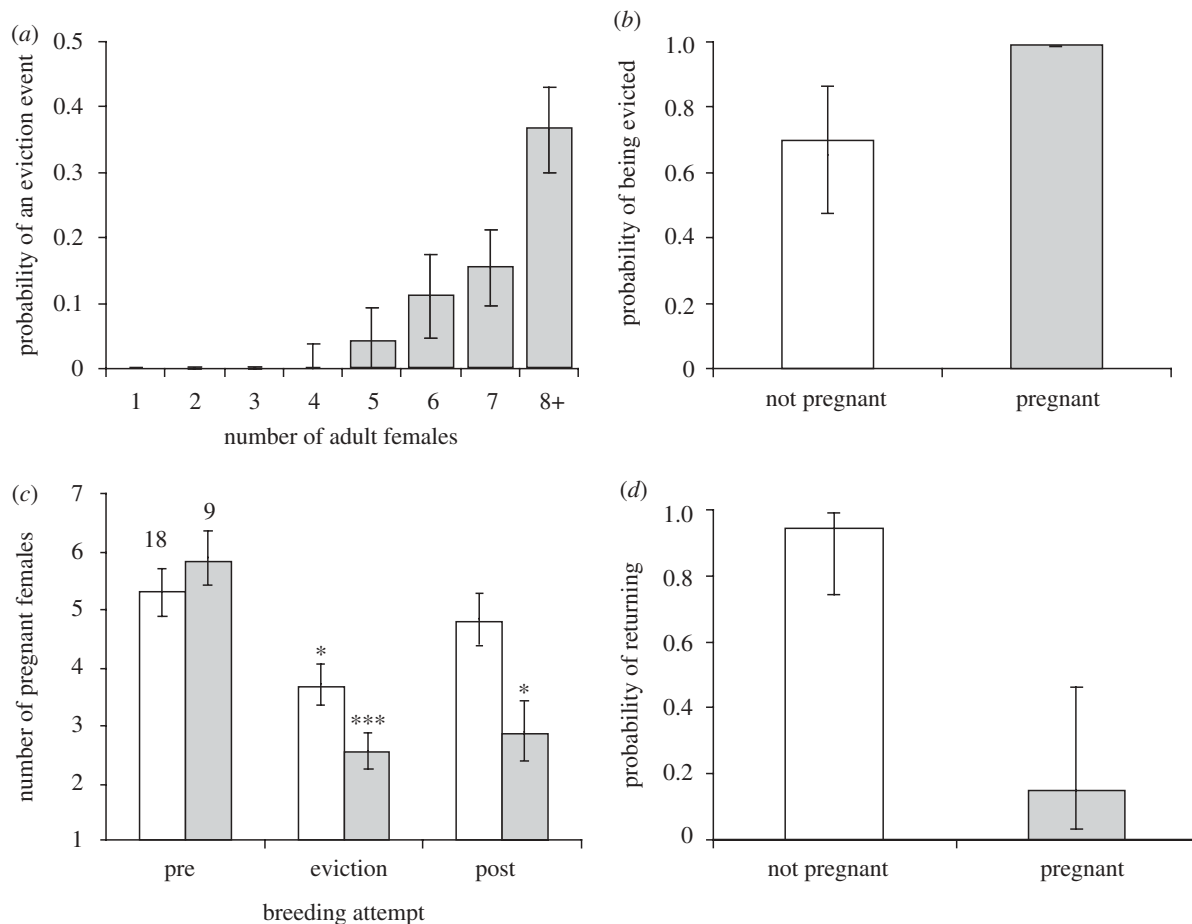 (a)
0.5
0.4
0.3
0.2
0.1
0
probability of an eviction event
1 2 3 4 5 6 7 8+
number of adult females
(b)
1.0
0.8
0.6
0.4
0.2
0
probability of being evicted
not pregnant pregnant
(c)
7
6
5
4
3
2
1
number of pregnant females
18
9
*
***
*
pre eviction post
breeding attempt
(d)
1.0
0.8
0.6
0.4
0.2
0
probability of returning
not pregnant pregnant